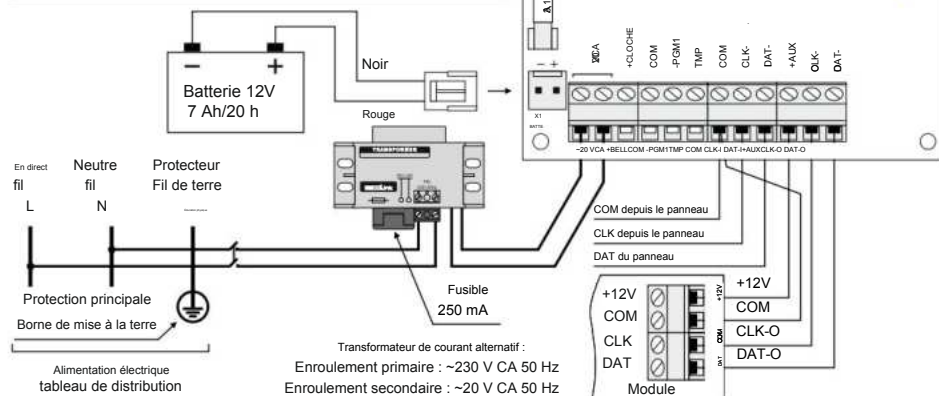 Batterie 12V
7 Ah/20 h
Noir
Rouge
TRANSFORMER
En direct
fil
L
Neutre
fil
N
Protecteur
Fil de terre
Protection principale
Borne de mise à la terre
Alimentation électrique
tableau de distribution
Fusible
250 mA
Transformateur de courant alternatif :
Enroulement primaire : ~230 V CA 50 Hz
Enroulement secondaire : ~20 V CA 50 Hz
X1
+CLOCHE
COM
-PGM1
TMP
COM
CLK-
DAT-
+AUX
DAT-
~20 VCA +BELLCOM -PGM1TMP COM CLK-I DAT-I+AUXCLK-O DAT-O
COM depuis le panneau
CLK depuis le panneau
DAT du panneau
+12V
COM
CLK
DAT
+12V
DAT
+12V
COM
CLK-O
DAT-O
Module